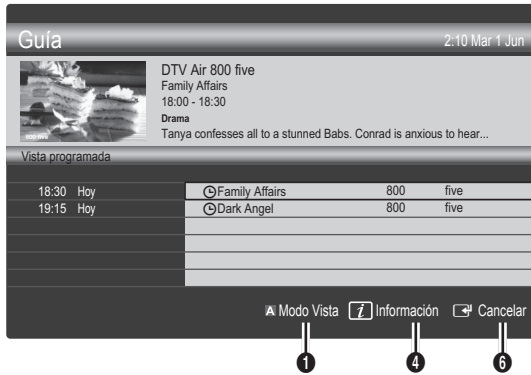 Guía 2:10 Mar 1 Jun
DTV Air 800 five
Family Affairs
18:00 - 18:30
Drama
Tanya confesses all to a stunned Babs. Conrad is anxious to hear...
800 five
Vista programada
18:30 Hoy Family Affairs 800 five
19:15 Hoy Dark Angel 800 five
A Modo Vista i Información Cancelar
1 4 6